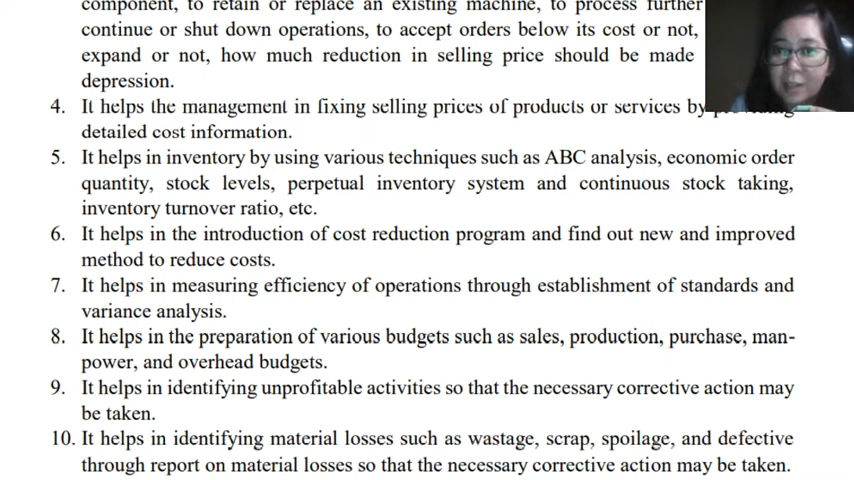 component, to retain or replace an existing machine, to process further
continue or shut down operations, to accept orders below its cost or not,
expand or not, how much reduction in selling price should be made
depression.
4. It helps the management in fixing selling prices of products or services by providing
detailed cost information.
5. It helps in inventory by using various techniques such as ABC analysis, economic order
quantity, stock levels, perpetual inventory system and continuous stock taking,
inventory turnover ratio, etc.
6. It helps in the introduction of cost reduction program and find out new and improved
method to reduce costs.
7. It helps in measuring efficiency of operations through establishment of standards and
variance analysis.
8. It helps in the preparation of various budgets such as sales, production, purchase, man-
power, and overhead budgets.
9. It helps in identifying unprofitable activities so that the necessary corrective action may
be taken.
10. It helps in identifying material losses such as wastage, scrap, spoilage, and defective
through report on material losses so that the necessary corrective action may be taken.